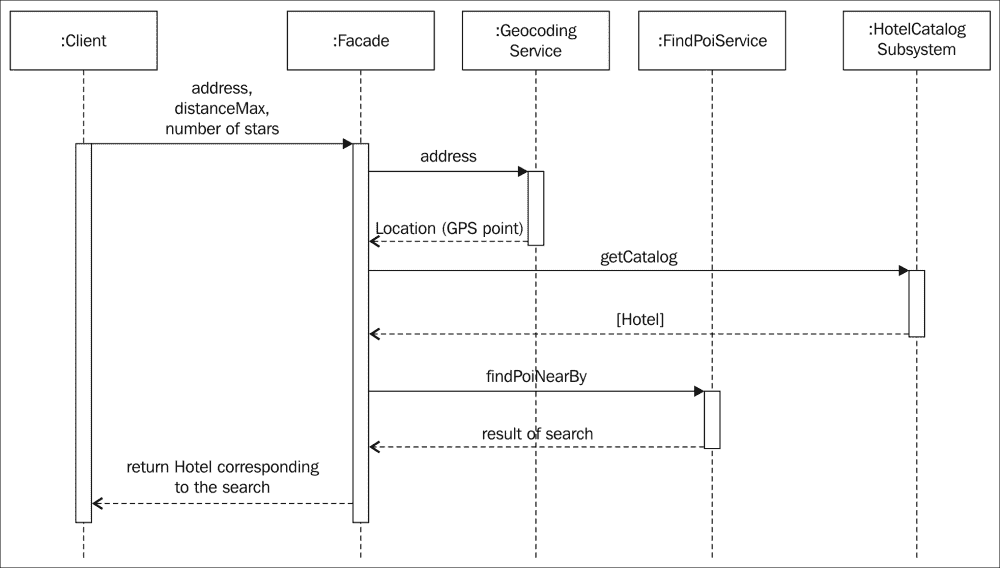 :Client
:Facade
:Geocoding
Service
:FindPoiService
:HotelCatalog
Subsystem
address,
distanceMax,
number of stars
address
Location (GPS point)
getCatalog
[Hotel]
findPoiNearBy
result of search
return Hotel corresponding
to the search